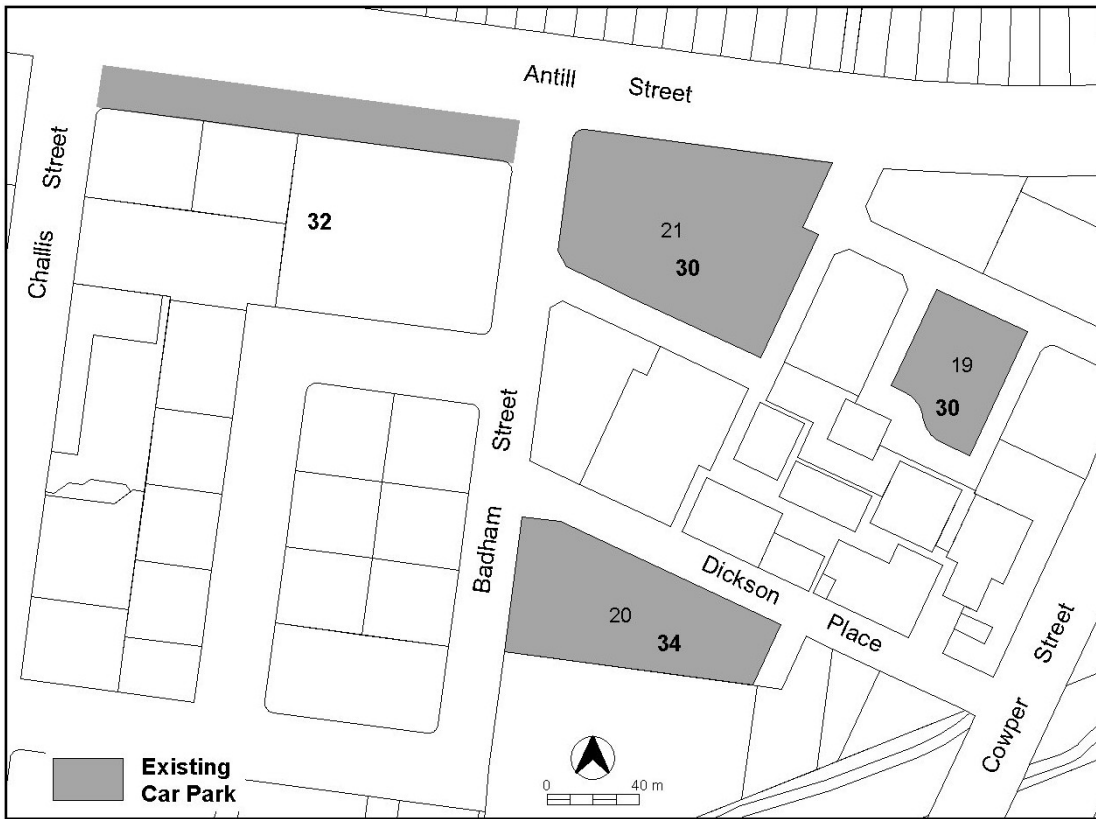 Antill Street
Challis Street
32
21
30
19
30
Badham Street
Dickson Place
20
34
Cowper Street
Existing
Car Park
0 40 m